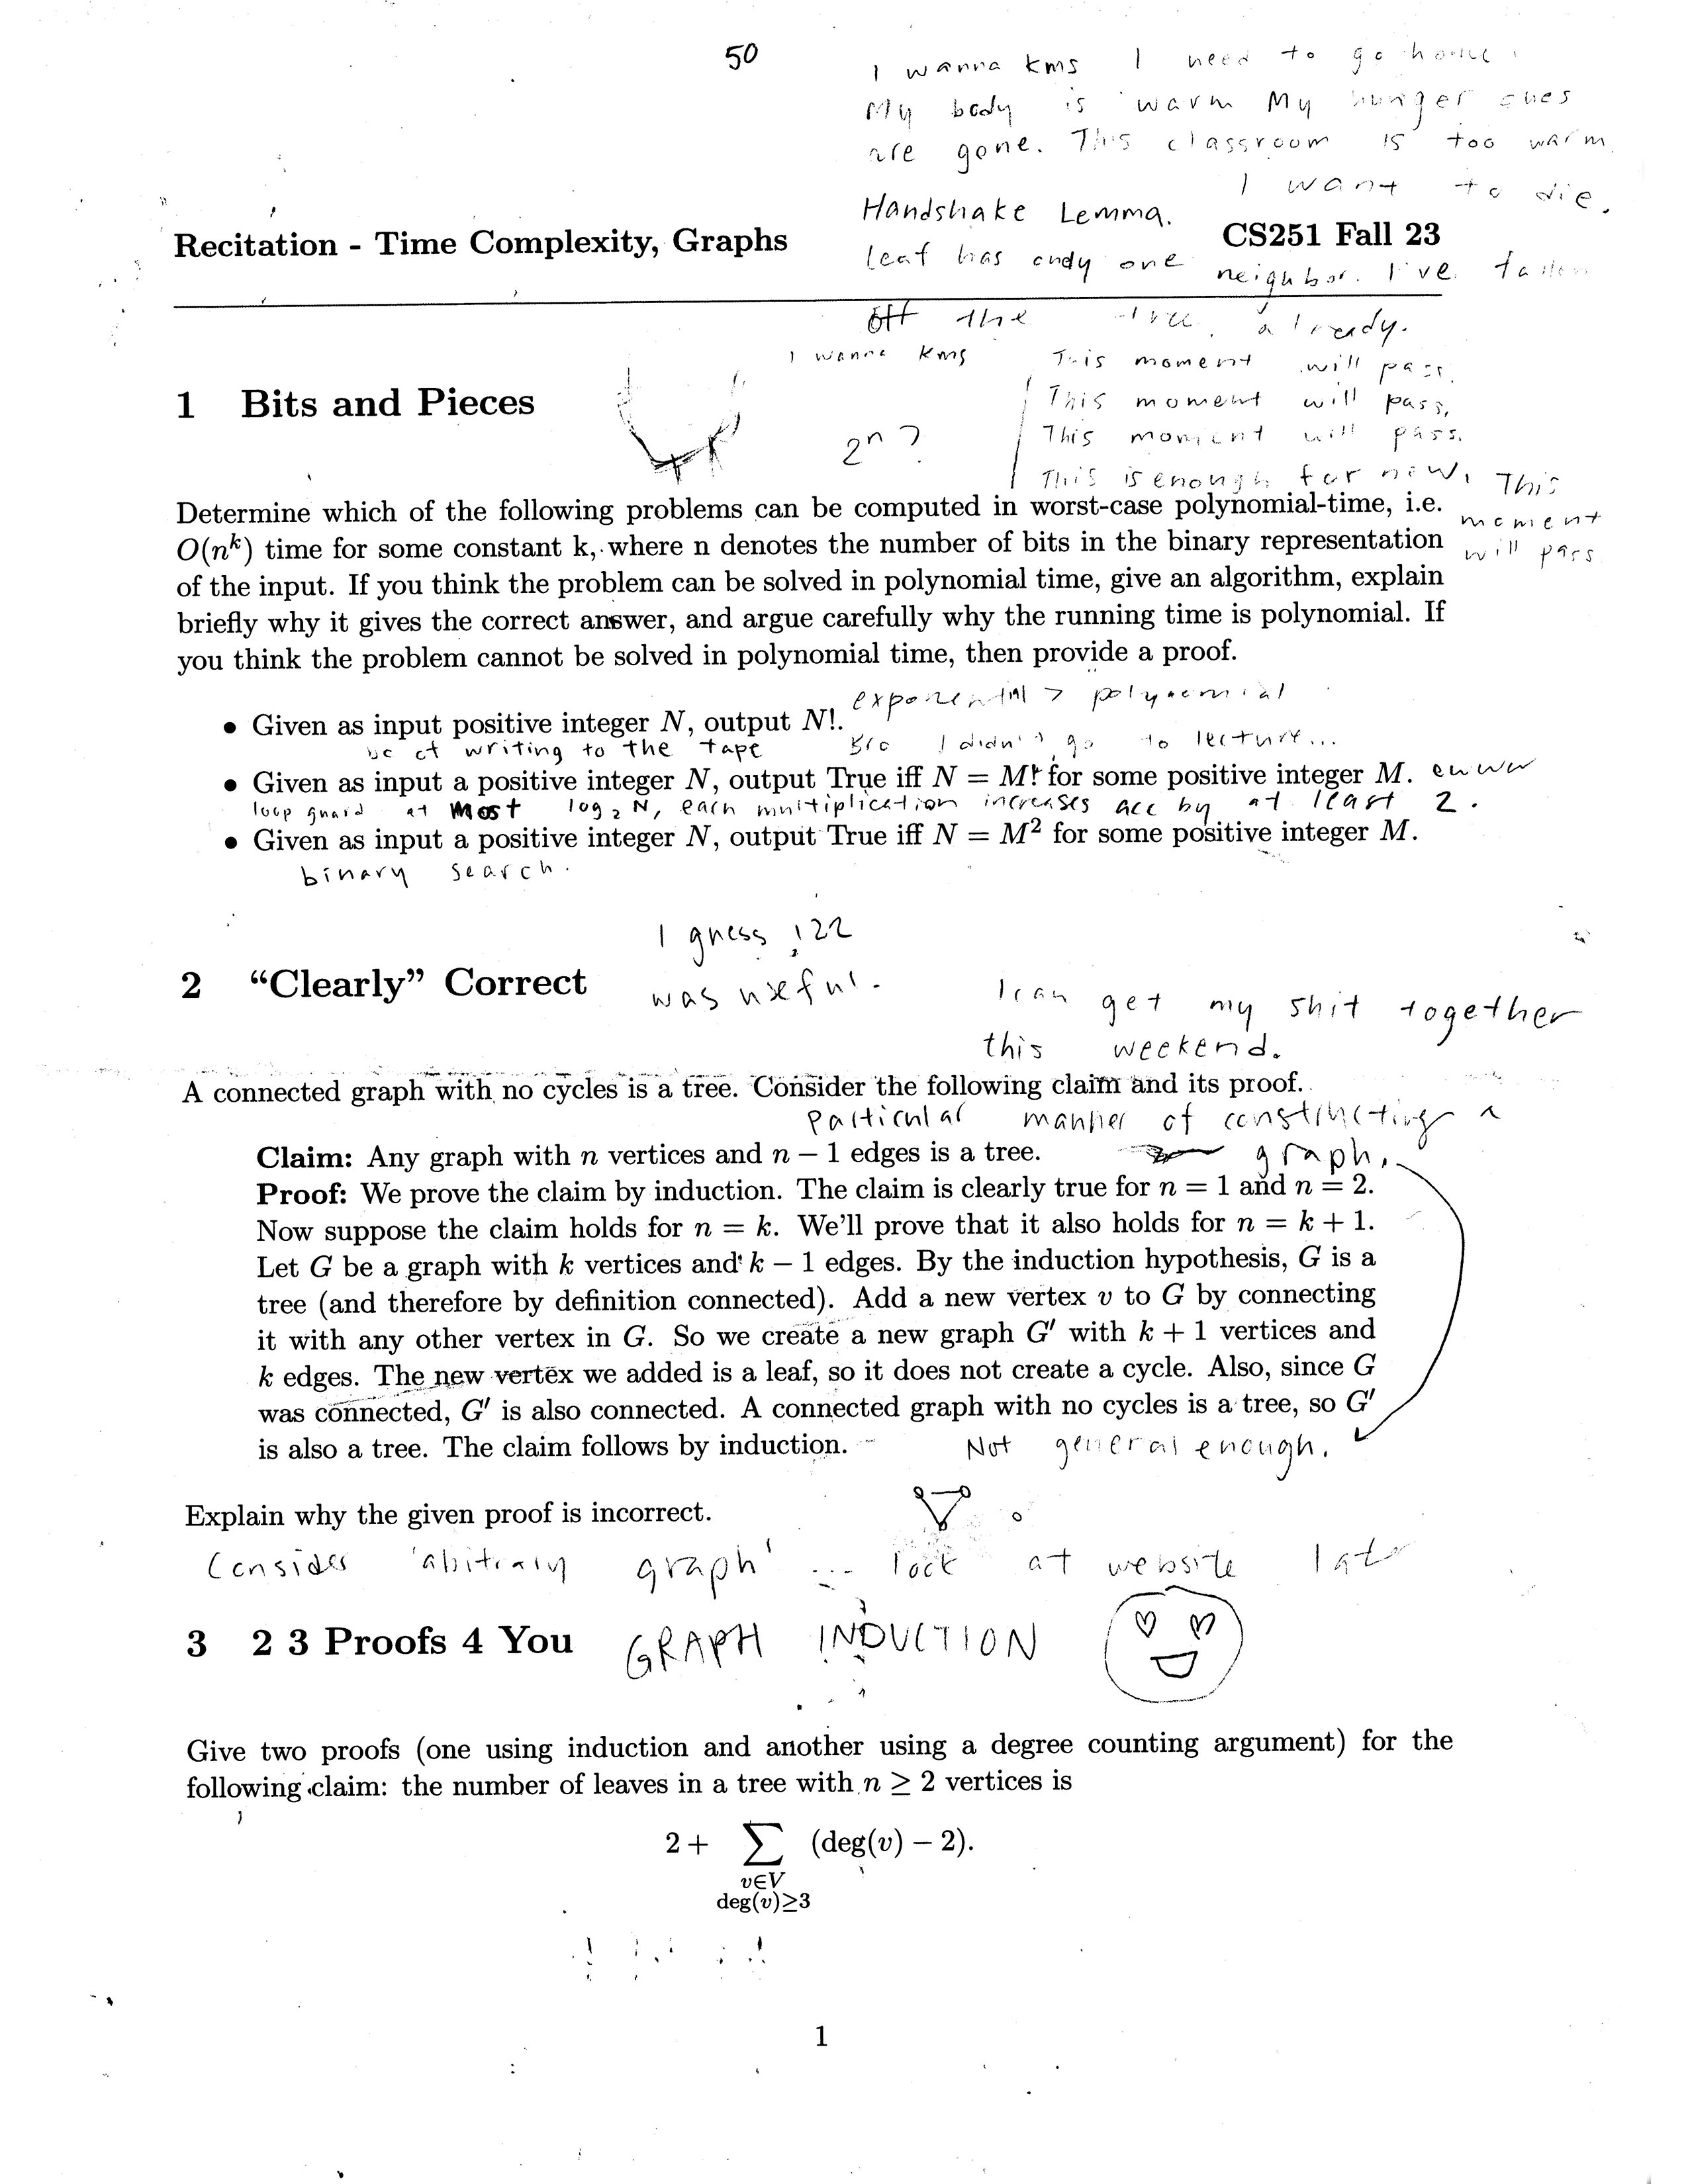 50
I wanna kms I need to go home.
My body is warm My hunger cues
are gone. This classroom is too warm.
I want to die.
Handshake Lemma.
Recitation - Time Complexity, Graphs CS251 Fall 23
leaf has ondy one neighbor. I've fallen
off the tree already.
I wanna kms This moment will pass.
1 Bits and Pieces
This moment will pass,
2ⁿ? This moment will pass.
This is enough for now. This
moment
will pass
Determine which of the following problems can be computed in worst-case polynomial-time, i.e.
O(nᵏ) time for some constant k, where n denotes the number of bits in the binary representation
of the input. If you think the problem can be solved in polynomial time, give an algorithm, explain
briefly why it gives the correct answer, and argue carefully why the running time is polynomial. If
you think the problem cannot be solved in polynomial time, then provide a proof.
exponential > polynomial
• Given as input positive integer N, output N!.
bc of writing to the tape Bro I didn't go to lecture...
• Given as input a positive integer N, output True iff N = M! for some positive integer M. ewww
loop guard at most log₂ N, each multiplication increases acc by at least 2.
• Given as input a positive integer N, output True iff N = M² for some positive integer M.
binary search.
I guess 122
was useful.
2 “Clearly” Correct
I can get my shit together
this weekend.
A connected graph with no cycles is a tree. Consider the following claim and its proof.
particular manner of constructing a
graph.
Claim: Any graph with n vertices and n − 1 edges is a tree.
Proof: We prove the claim by induction. The claim is clearly true for n = 1 and n = 2.
Now suppose the claim holds for n = k. We'll prove that it also holds for n = k + 1.
Let G be a graph with k vertices and k − 1 edges. By the induction hypothesis, G is a
tree (and therefore by definition connected). Add a new vertex v to G by connecting
it with any other vertex in G. So we create a new graph G′ with k + 1 vertices and
k edges. The new vertex we added is a leaf, so it does not create a cycle. Also, since G
was connected, G′ is also connected. A connected graph with no cycles is a tree, so G′
is also a tree. The claim follows by induction.
Not general enough.
Explain why the given proof is incorrect.
Consider 'abitrary graph' ... look at website later
3 2 3 Proofs 4 You GRAPH INDUCTION
Give two proofs (one using induction and another using a degree counting argument) for the
following claim: the number of leaves in a tree with n ≥ 2 vertices is
2 + ∑ (deg(v) − 2).
v∈V
deg(v)≥3
1